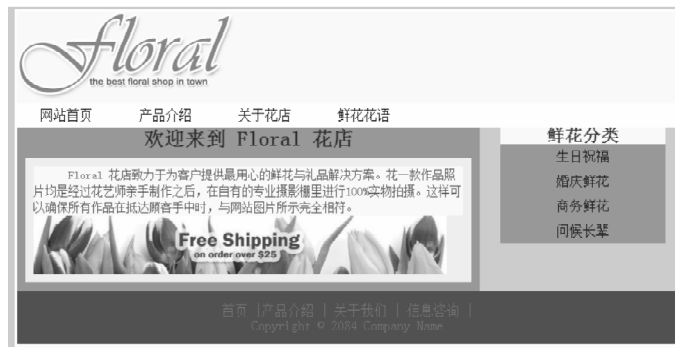 Floral
the best floral shop in town
网站首页 产品介绍 关于花店 鲜花花语
欢迎来到 Floral 花店
Floral 花店致力于为客户提供最用心的鲜花与礼品解决方案。花一款作品照
片均是经过花艺师亲手制作之后，在自有的专业摄影棚里进行100%实物拍摄。这样可
以确保所有作品在抵达顾客手中时，与网站图片所示完全相符。
Free Shipping
on order over $25
鲜花分类
生日祝福
婚庆鲜花
商务鲜花
问候长辈
首页 |产品介绍 | 关于我们 | 信息咨询 |
Copyright © 2084 Company Name